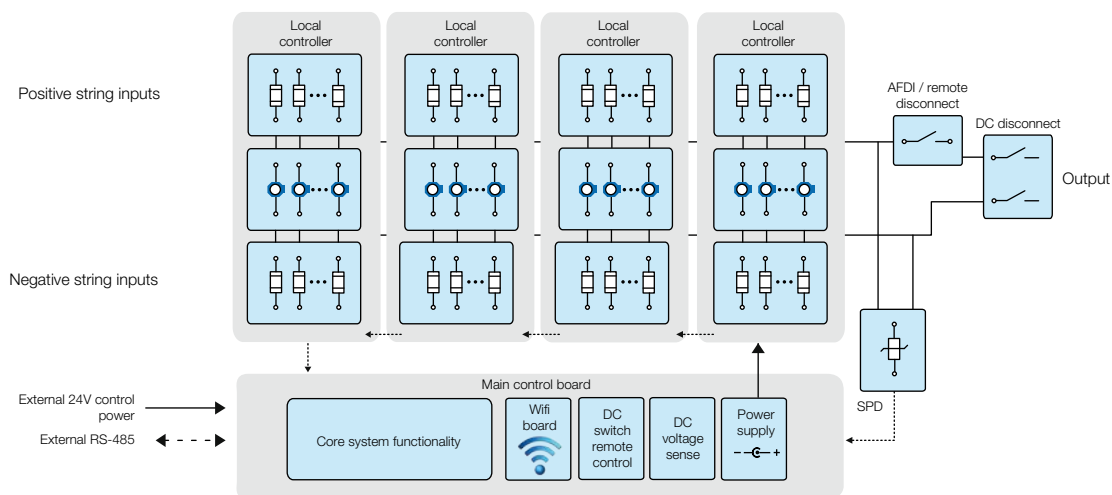 Local
controller
Local
controller
Local
controller
Local
controller
Positive string inputs
AFDI / remote
disconnect
DC disconnect
Output
Negative string inputs
SPD
Main control board
External 24V control
power
External RS-485
Core system functionality
Wifi
board
DC
switch
remote
control
DC
voltage
sense
Power
supply